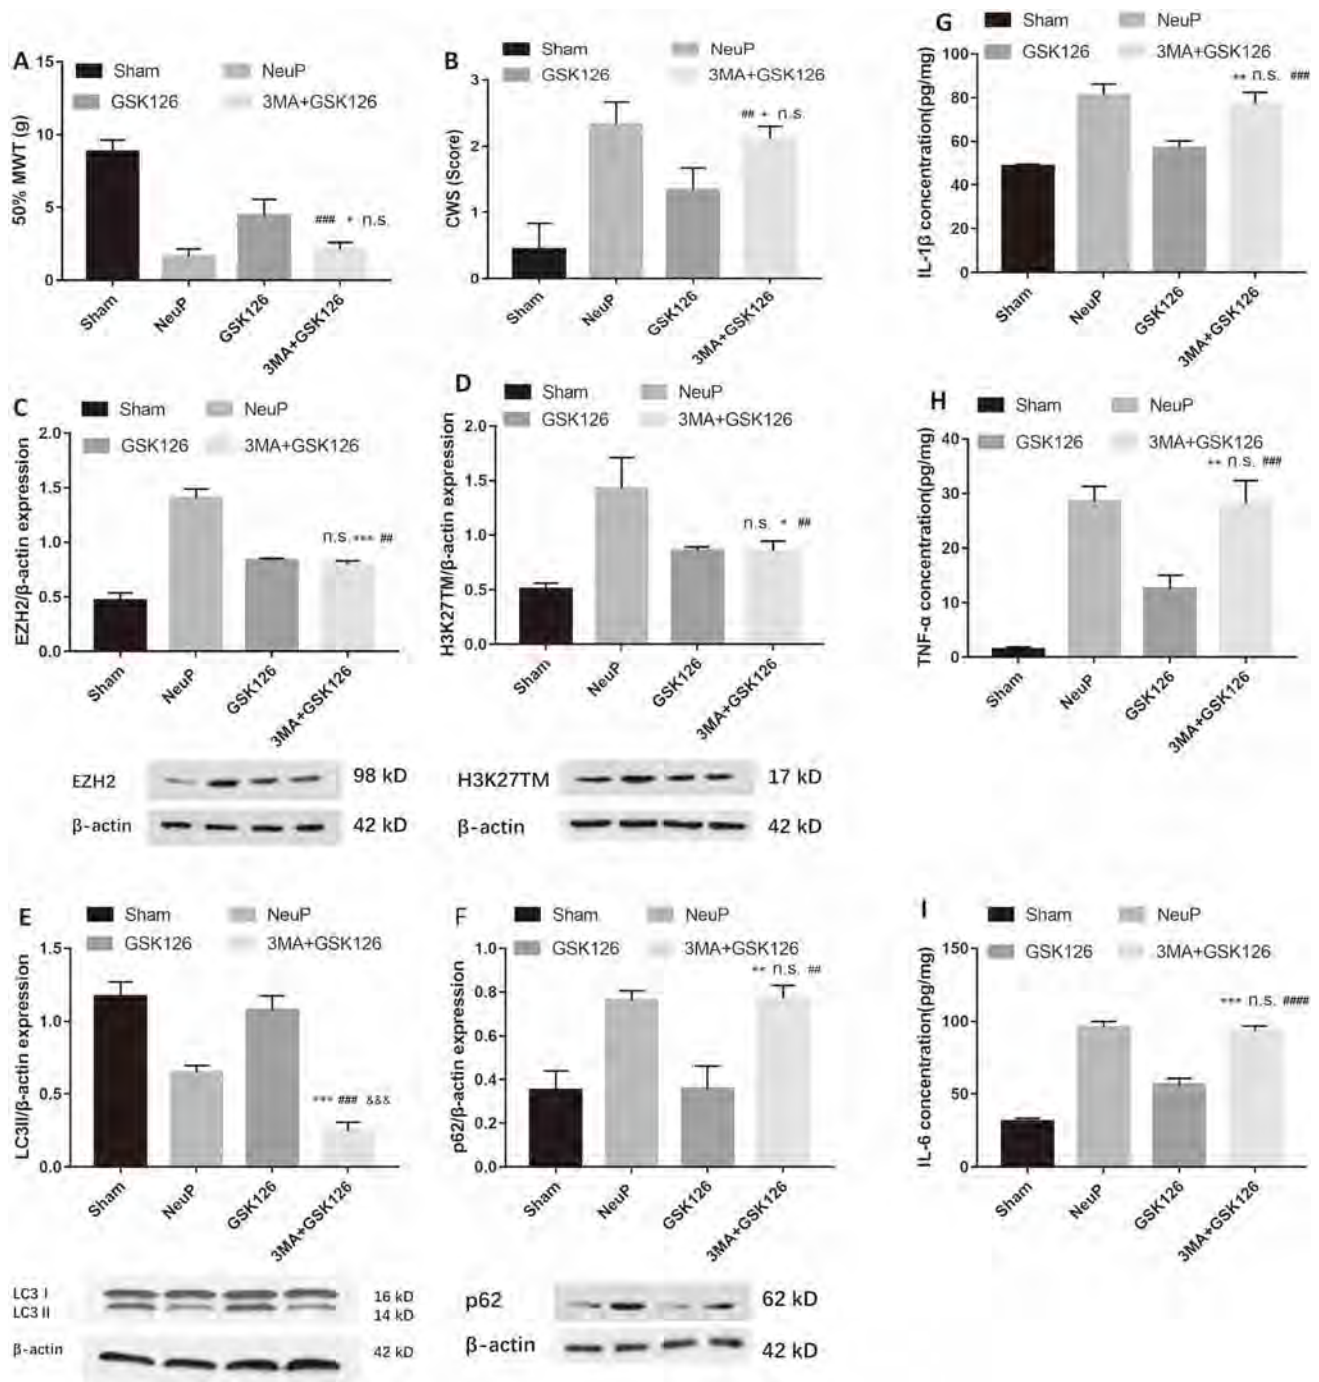 A
Sham
NeuP
GSK126
3MA+GSK126
50% MWT (g)
15
10
5
0
### * n.s.
Sham
NeuP
GSK126
3MA+GSK126
B
Sham
NeuP
GSK126
3MA+GSK126
CWS (Score)
3
2
1
0
## + n.s.
Sham
NeuP
GSK126
3MA+GSK126
G
Sham
NeuP
GSK126
3MA+GSK126
IL-1β concentration(pg/mg)
100
80
60
40
20
0
** n.s. ###
Sham
NeuP
GSK126
3MA+GSK126
C
Sham
NeuP
GSK126
3MA+GSK126
EZH2/β-actin expression
2.0
1.5
1.0
0.5
0.0
n.s. *** ##
Sham
NeuP
GSK126
3MA+GSK126
EZH2
98 kD
β-actin
42 kD
D
Sham
NeuP
GSK126
3MA+GSK126
H3K27TM/β-actin expression
2.0
1.5
1.0
0.5
0.0
n.s. * ##
Sham
NeuP
GSK126
3MA+GSK126
H3K27TM
17 kD
β-actin
42 kD
H
Sham
NeuP
GSK126
3MA+GSK126
TNF-α concentration(pg/mg)
40
30
20
10
0
** n.s. ###
Sham
NeuP
GSK126
3MA+GSK126
E
Sham
NeuP
GSK126
3MA+GSK126
LC3II/β-actin expression
1.5
1.0
0.5
0.0
*** ### &&&
Sham
NeuP
GSK126
3MA+GSK126
LC3 I
16 kD
LC3 II
14 kD
β-actin
42 kD
F
Sham
NeuP
GSK126
3MA+GSK126
p62/β-actin expression
1.0
0.8
0.6
0.4
0.2
0.0
** n.s. ##
Sham
NeuP
GSK126
3MA+GSK126
p62
62 kD
β-actin
42 kD
I
Sham
NeuP
GSK126
3MA+GSK126
IL-6 concentration(pg/mg)
150
100
50
0
*** n.s. ####
Sham
NeuP
GSK126
3MA+GSK126